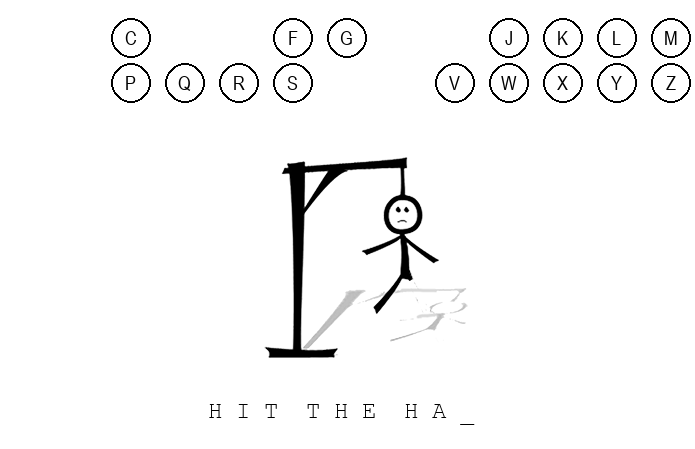 C F G J K L M
P Q R S V W X Y Z
HIT THE HA_